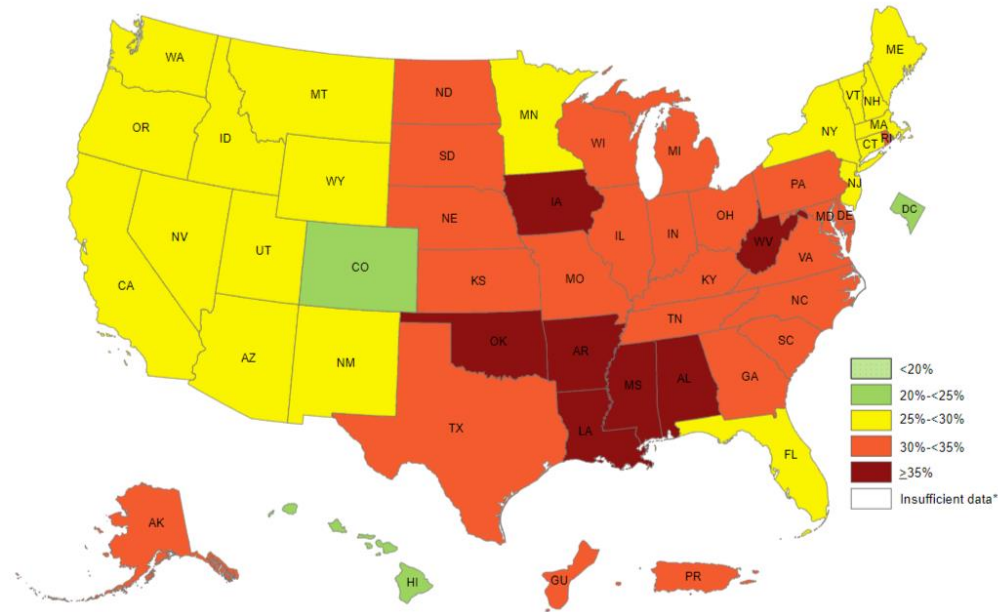 WA
MT
ND
MN
ME
VT
NH
OR
ID
SD
WI
MI
NY
MA
CT
RI
WY
IA
PA
NJ
NE
OH
DC
NV
UT
CO
IL
IN
MD
DE
WV
VA
CA
KS
MO
KY
NC
TN
AZ
NM
OK
AR
SC
MS
AL
GA
TX
LA
FL
AK
HI
GU
PR
<20%
20%-<25%
25%-<30%
30%-<35%
≥35%
Insufficient data*